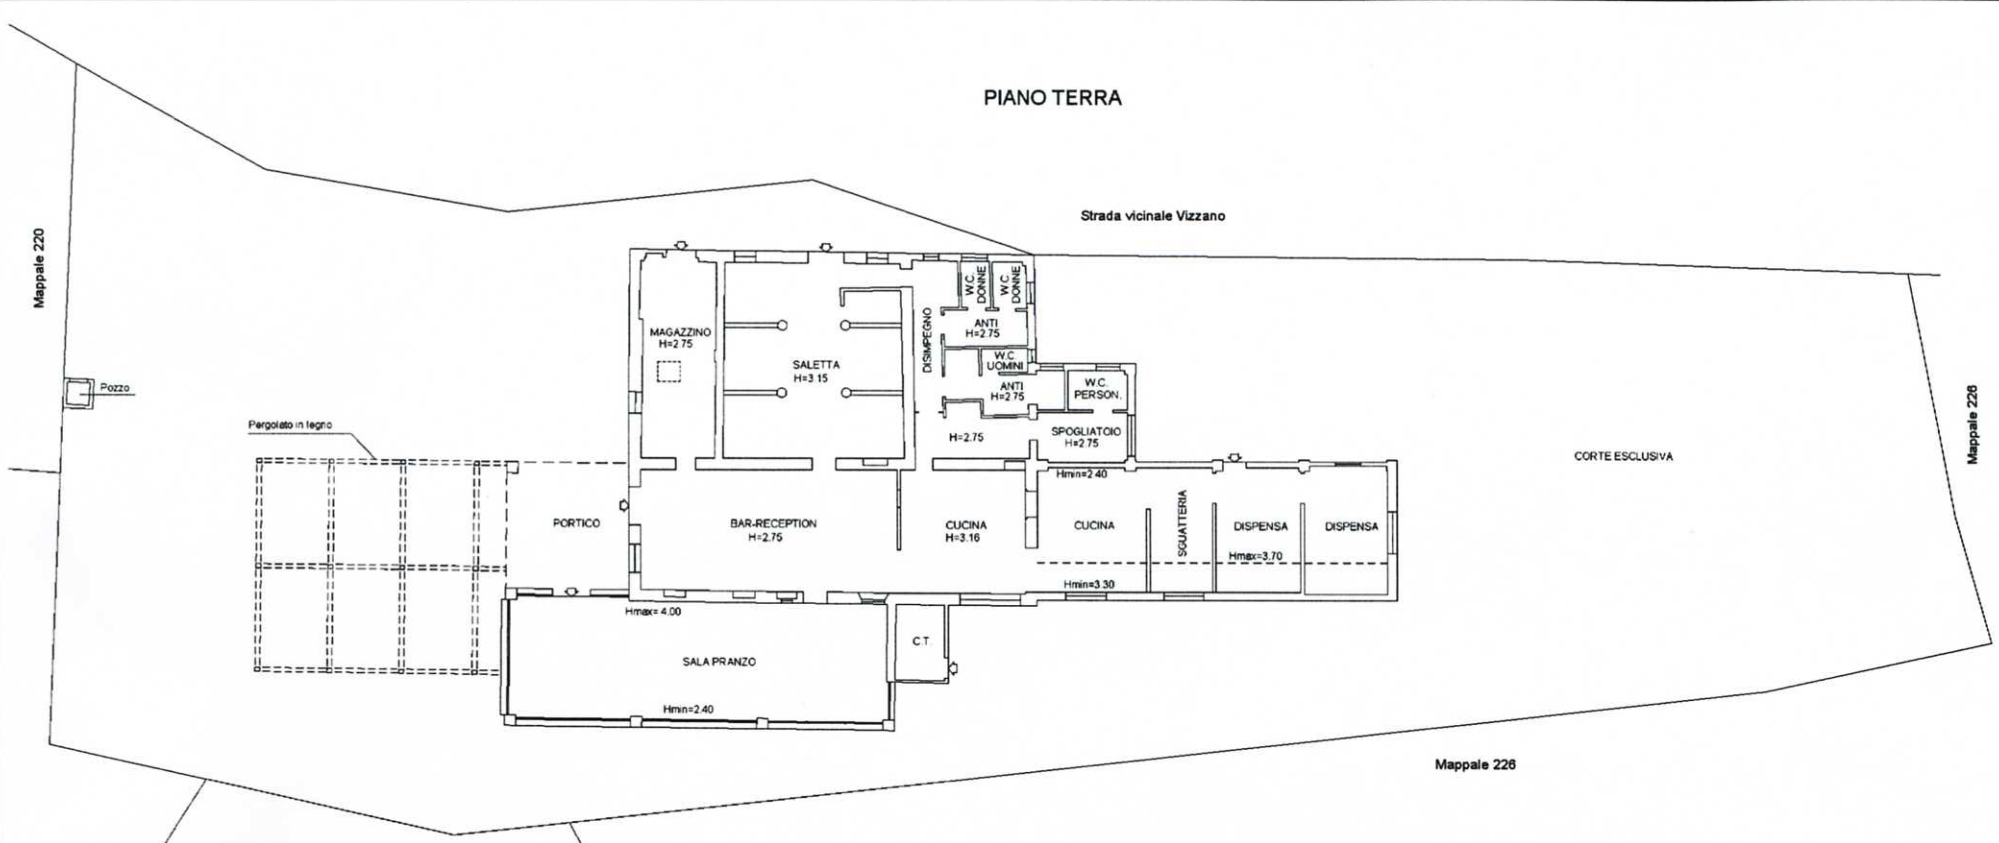 PIANO TERRA
Strada vicinale Vizzano
Mappale 220
Pozzo
Pergolato in legno
MAGAZZINO
H=2.75
SALETTA
H=3.15
DISIMPEGNO
W.C.
DONNE
W.C.
DONNE
ANTI
H=2.75
W.C.
UOMINI
ANTI
H=2.75
W.C.
PERSON.
H=2.75
SPOGLIATOIO
H=2.75
Hmin=2.40
CORTE ESCLUSIVA
Mappale 226
PORTICO
BAR-RECEPTION
H=2.75
CUCINA
H=3.16
CUCINA
SGUATTERIA
DISPENSA
DISPENSA
Hmax=3.70
Hmin=3.30
Hmax= 4.00
C.T.
SALA PRANZO
Hmin=2.40
Mappale 226